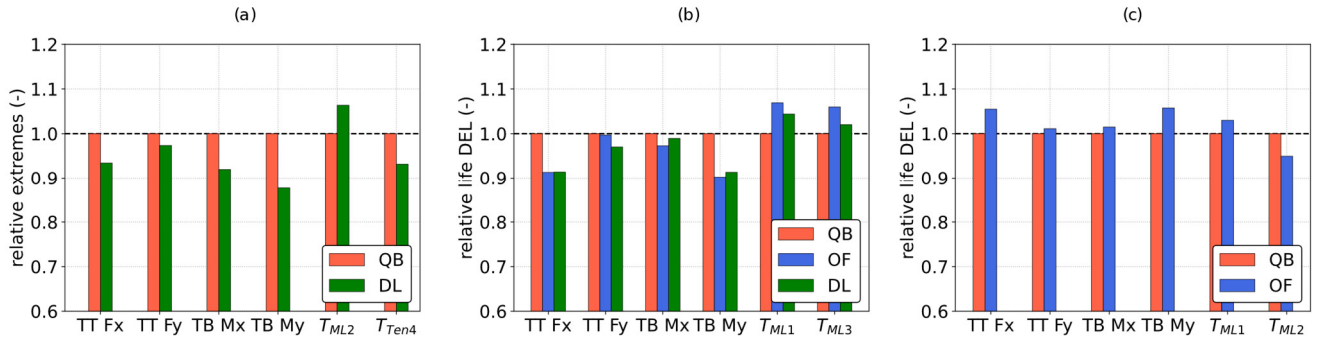 (a)
relative extremes (-)
1.2
1.1
1.0
0.9
0.8
0.7
0.6
TT Fx TT Fy TB Mx TB My T_ML2 T_Ten4
QB
DL
(b)
relative life DEL (-)
1.2
1.1
1.0
0.9
0.8
0.7
0.6
TT Fx TT Fy TB Mx TB My T_ML1 T_ML3
QB
OF
DL
(c)
relative life DEL (-)
1.2
1.1
1.0
0.9
0.8
0.7
0.6
TT Fx TT Fy TB Mx TB My T_ML1 T_ML2
QB
OF